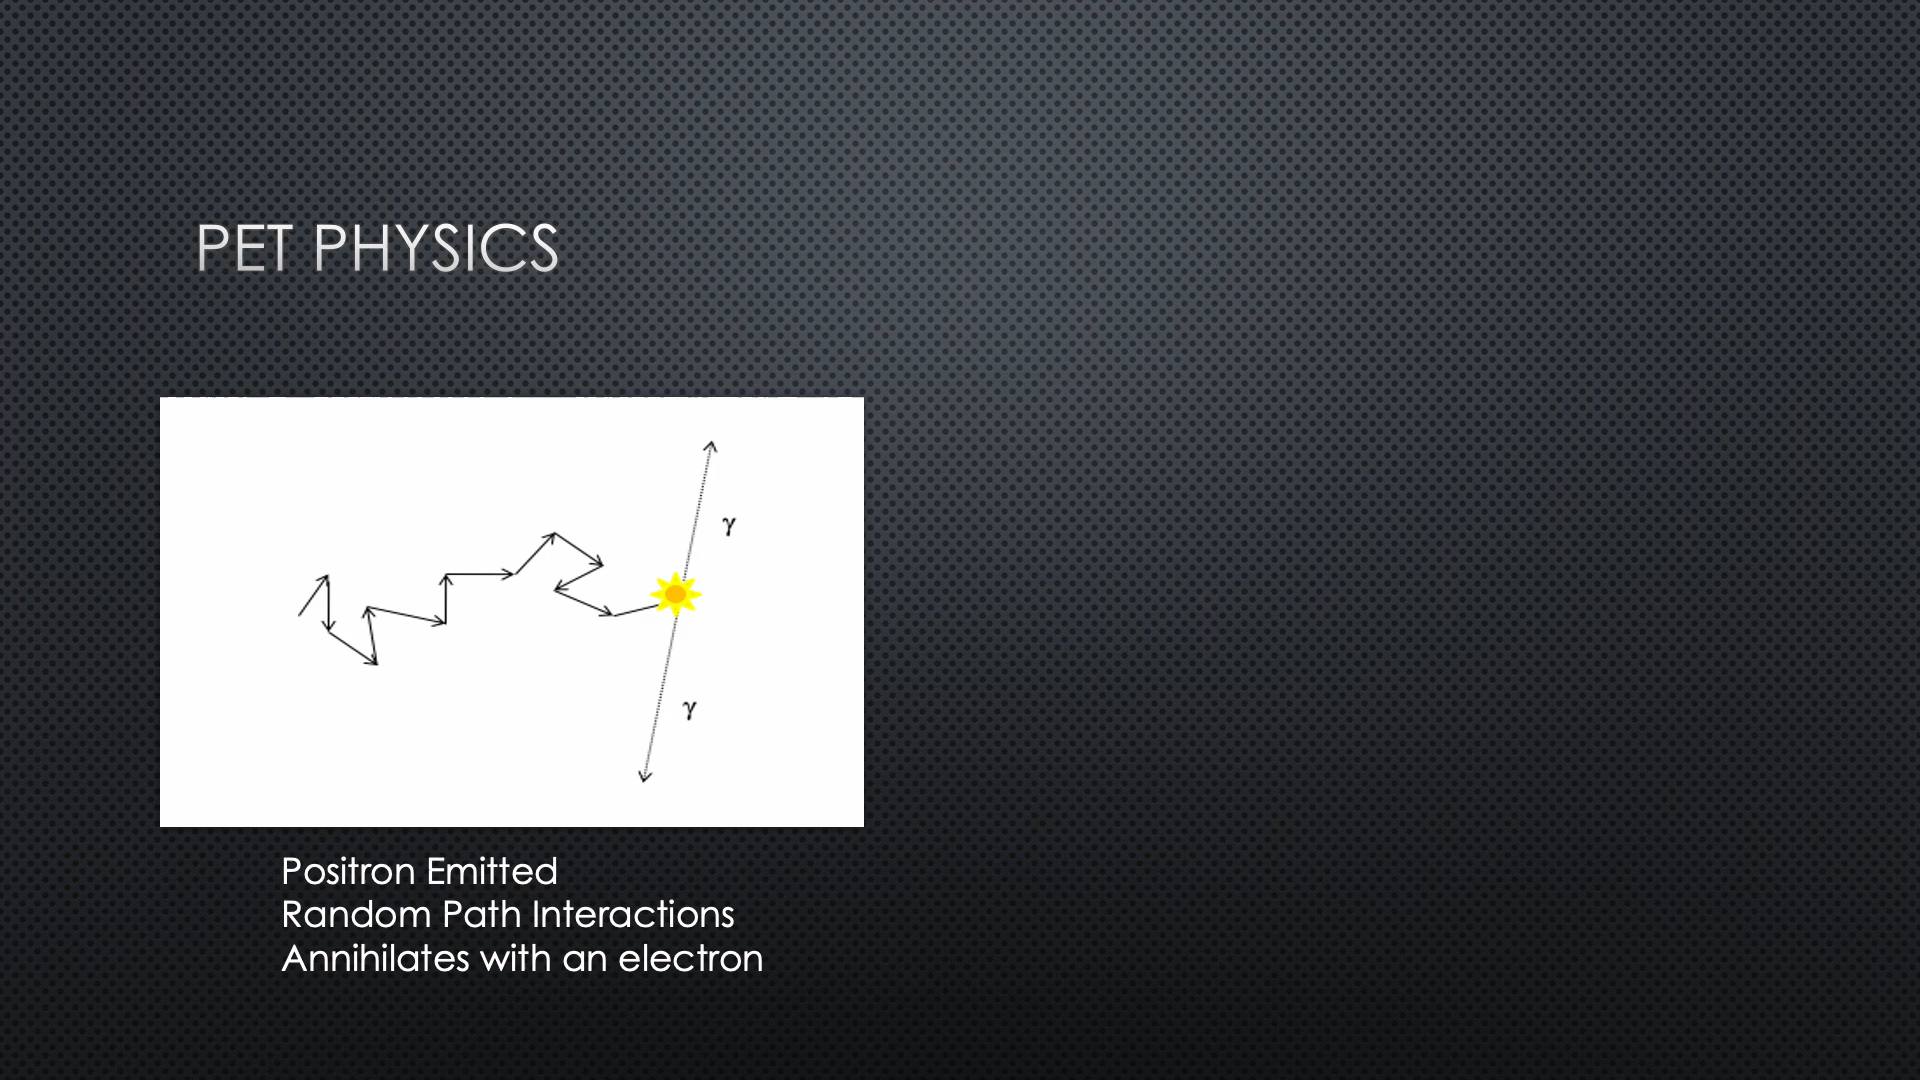 PET PHYSICS
γ
γ
Positron Emitted
Random Path Interactions
Annihilates with an electron